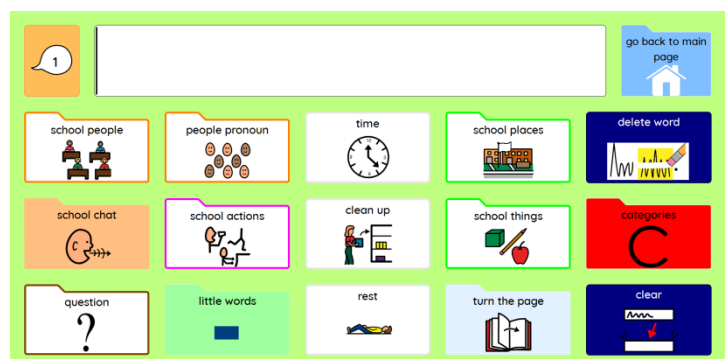 1
go back to main
page
school people
people pronoun
time
school places
delete word
school chat
school actions
clean up
school things
categories
C
question
?
little words
rest
turn the page
clear